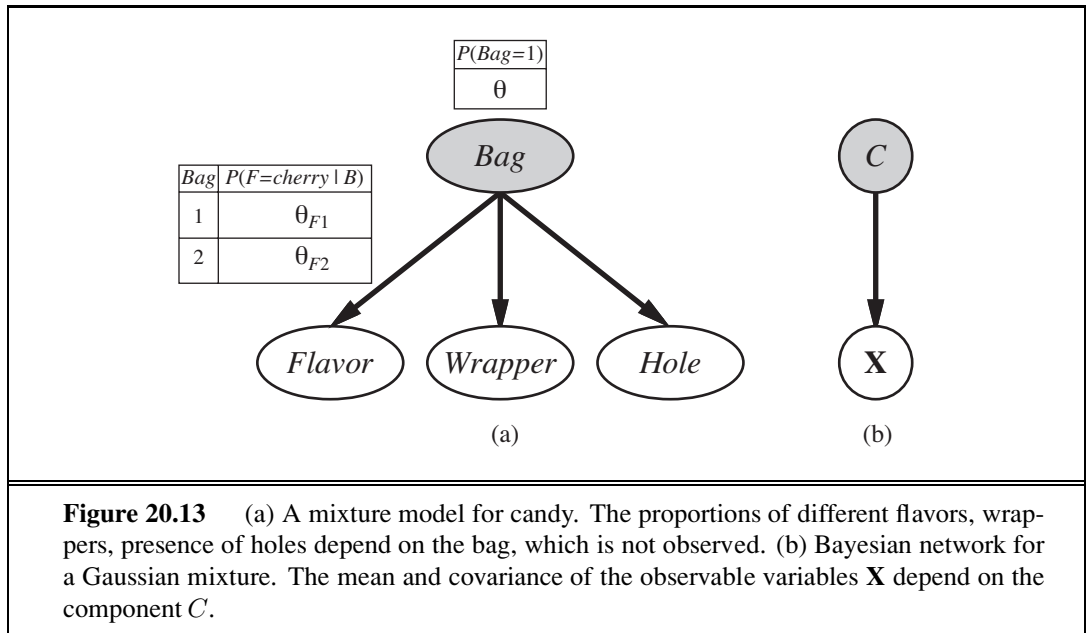 P(Bag=1)
θ
Bag
C
Bag P(F=cherry | B)
1 θF1
2 θF2
Flavor Wrapper Hole
X
(a) (b)
Figure 20.13 (a) A mixture model for candy. The proportions of different flavors, wrap-
pers, presence of holes depend on the bag, which is not observed. (b) Bayesian network for
a Gaussian mixture. The mean and covariance of the observable variables X depend on the
component C.